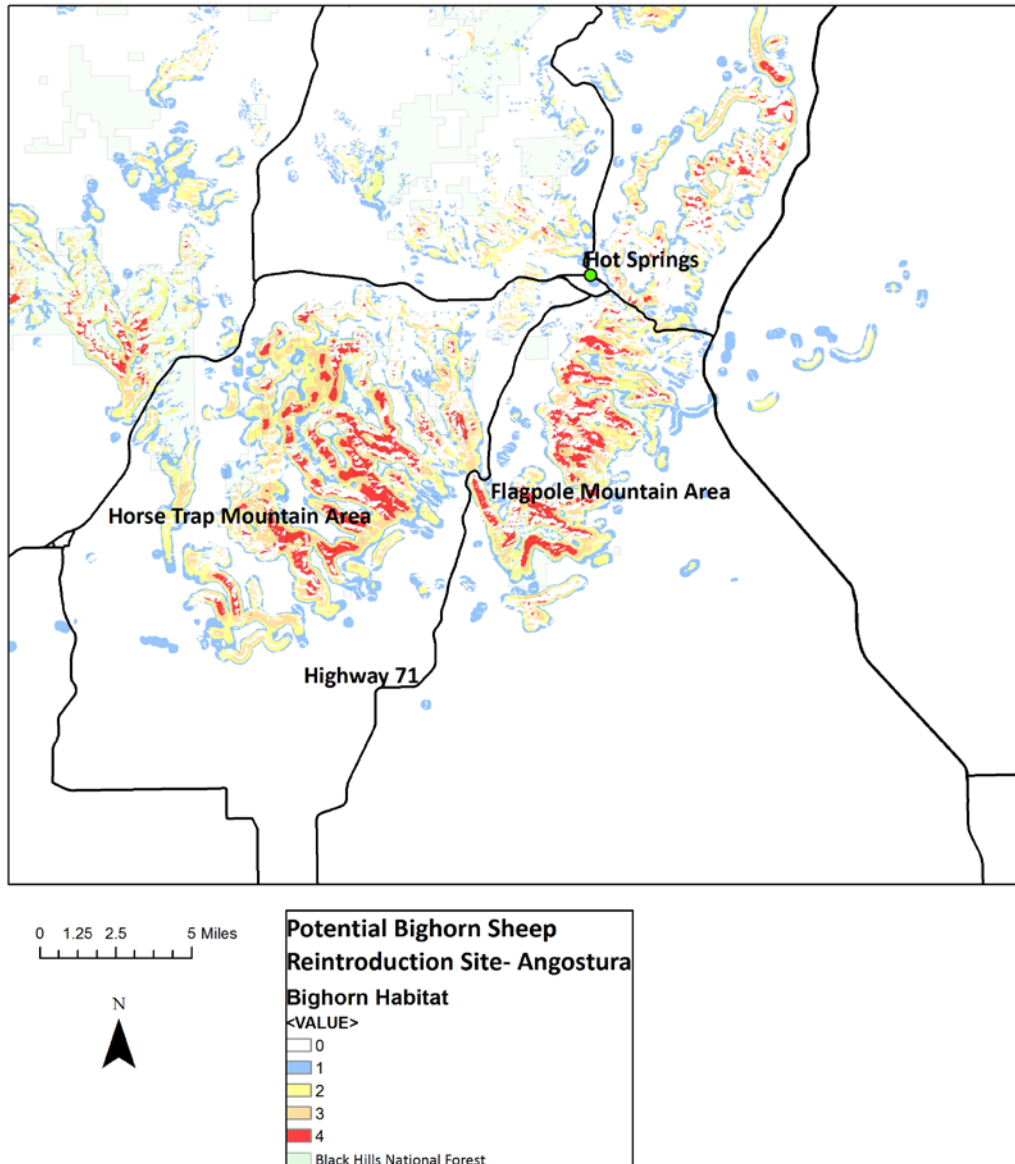 Hot Springs
Flagpole Mountain Area
Horse Trap Mountain Area
Highway 71
0 1.25 2.5 5 Miles
N
Potential Bighorn Sheep
Reintroduction Site- Angostura
Bighorn Habitat
<VALUE>
0
1
2
3
4
Black Hills National Forest